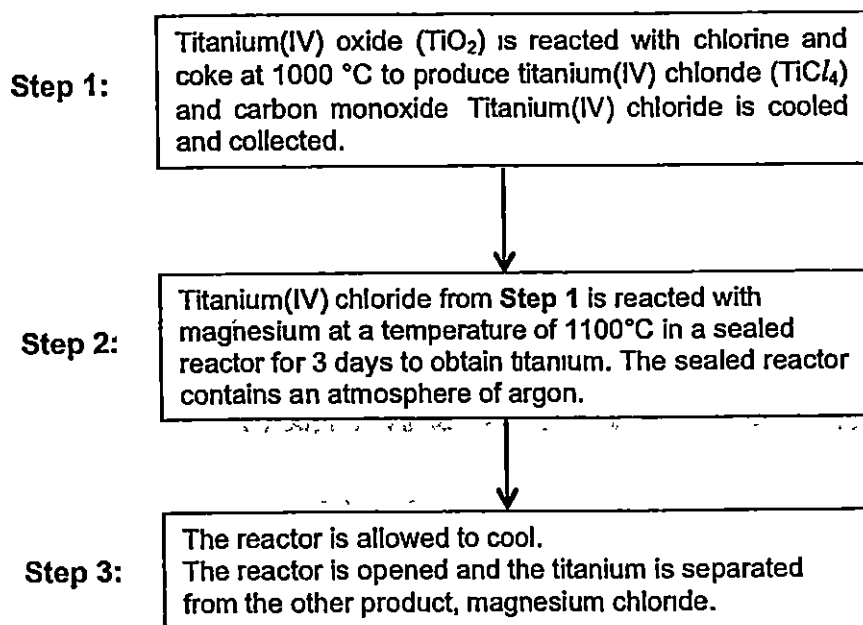 Step 1:
Titanium(IV) oxide (TiO₂) is reacted with chlorine and
coke at 1000 °C to produce titanium(IV) chloride (TiCl₄)
and carbon monoxide Titanium(IV) chloride is cooled
and collected.
Step 2:
Titanium(IV) chloride from Step 1 is reacted with
magnesium at a temperature of 1100°C in a sealed
reactor for 3 days to obtain titanium. The sealed reactor
contains an atmosphere of argon.
Step 3:
The reactor is allowed to cool.
The reactor is opened and the titanium is separated
from the other product, magnesium chloride.